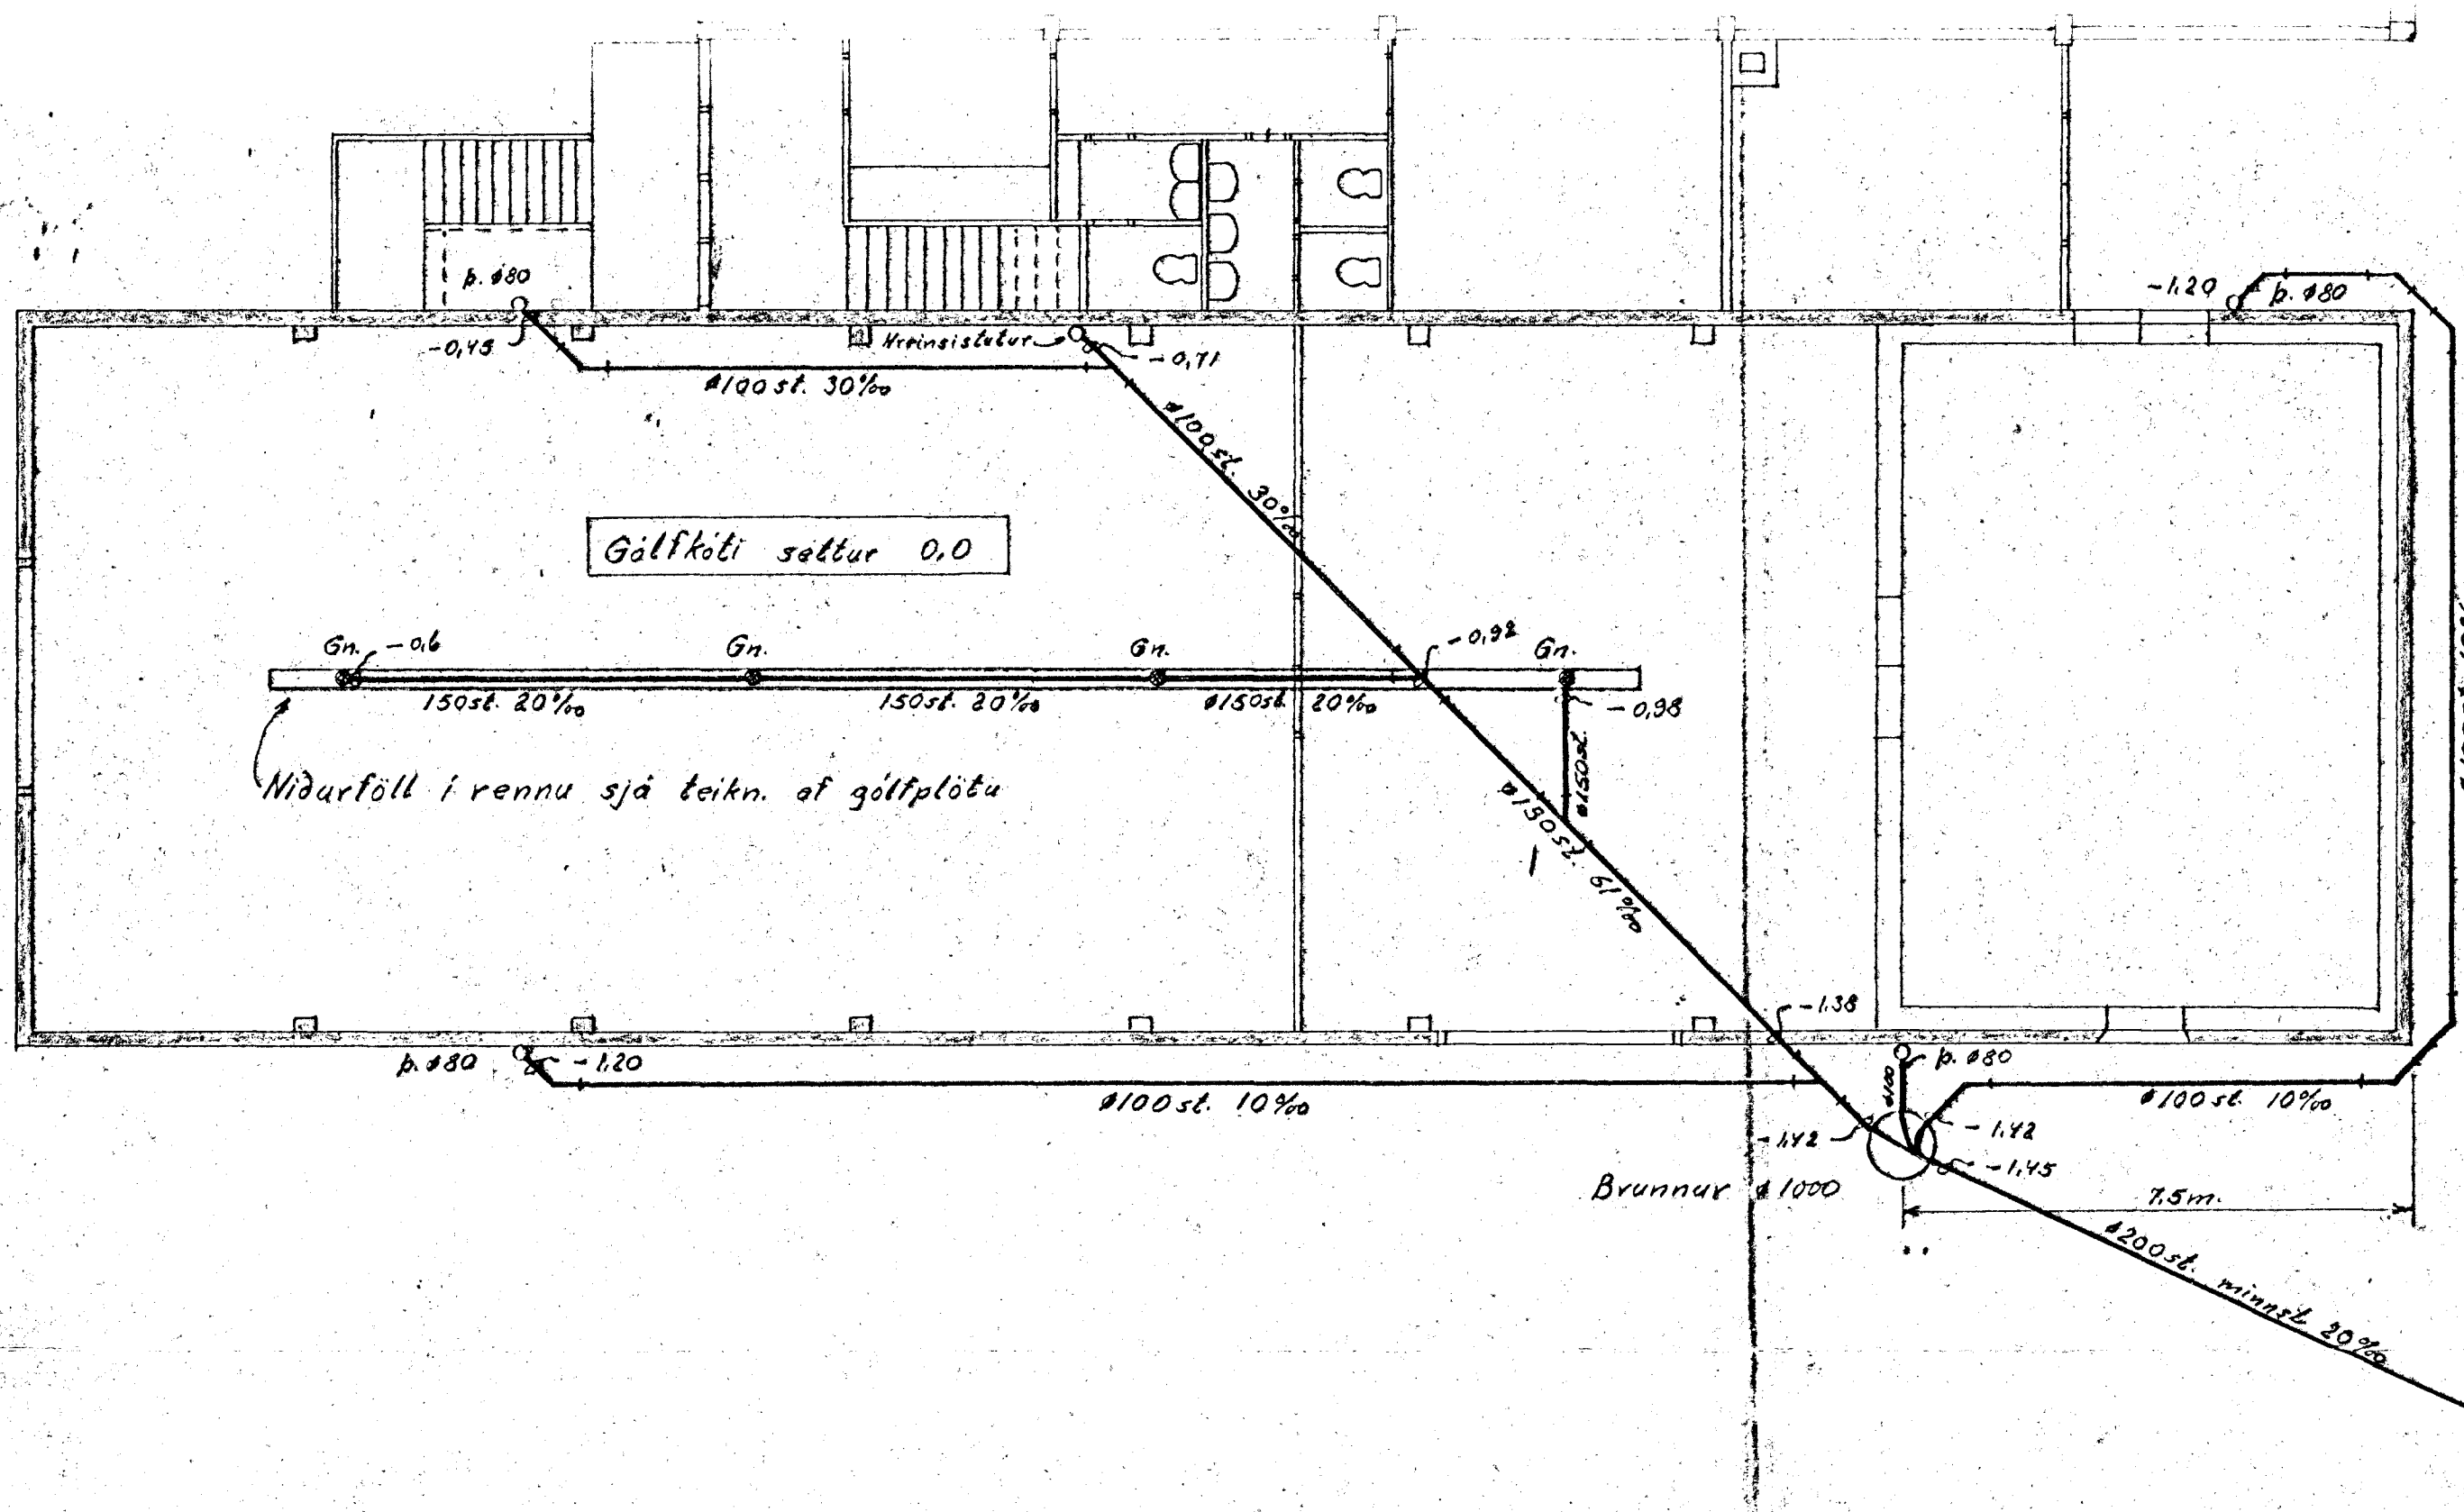 þ. ø80
-0,45
Hreinsistútur
-0,71
-1.20
þ. ø80
ø100 st. 30‰
ø100 st. 30‰
Gólfkóti settur 0,0
Gn. -0,6
Gn.
Gn.
-0,92
Gn.
150 st. 20‰
150 st. 20‰
ø150 st. 20‰
-0,98
ø150 st.
Niðurföll í rennu sjá teikn. af gólfplötu
ø150 st. 61‰
-1.38
þ. ø80
-1.20
ø100 st. 10‰
þ. ø80
ø100
ø100 st. 10‰
-1.42
-1.42
-1.45
Brunnur ø1000
7.5 m.
ø200 st. minnst 20‰